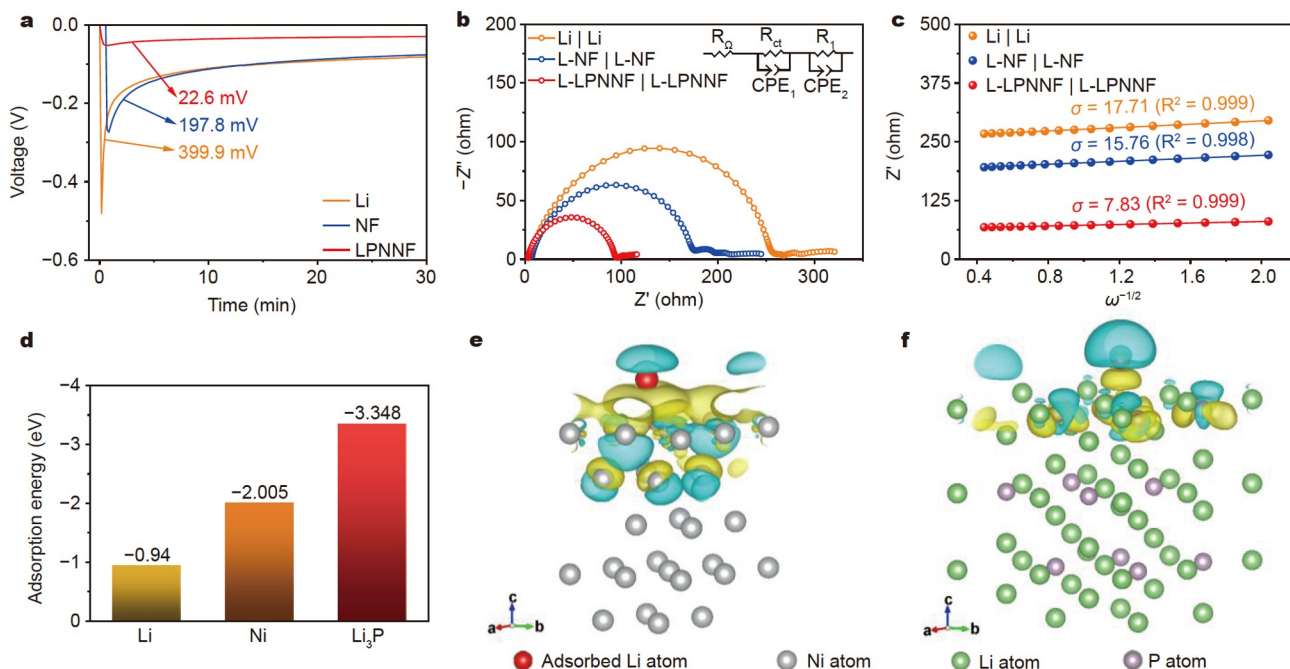 a
0.0
−0.2
−0.4
−0.6
Voltage (V)
22.6 mV
197.8 mV
399.9 mV
Li
NF
LPNNF
0 10 20 30
Time (min)
b
200
150
100
50
0
−Z" (ohm)
Li | Li
L-NF | L-NF
L-LPNNF | L-LPNNF
RΩ Rct R1
CPE1 CPE2
0 100 200 300
Z' (ohm)
c
500
375
250
125
0
Z' (ohm)
Li | Li
L-NF | L-NF
L-LPNNF | L-LPNNF
σ = 17.71 (R² = 0.999)
σ = 15.76 (R² = 0.998)
σ = 7.83 (R² = 0.999)
0.4 0.8 1.2 1.6 2.0
ω−1/2
d
−4
−3
−2
−1
0
Adsorption energy (eV)
−0.94
−2.005
−3.348
Li Ni Li₃P
e
c
a b
Adsorbed Li atom Ni atom
f
c
a b
Li atom P atom